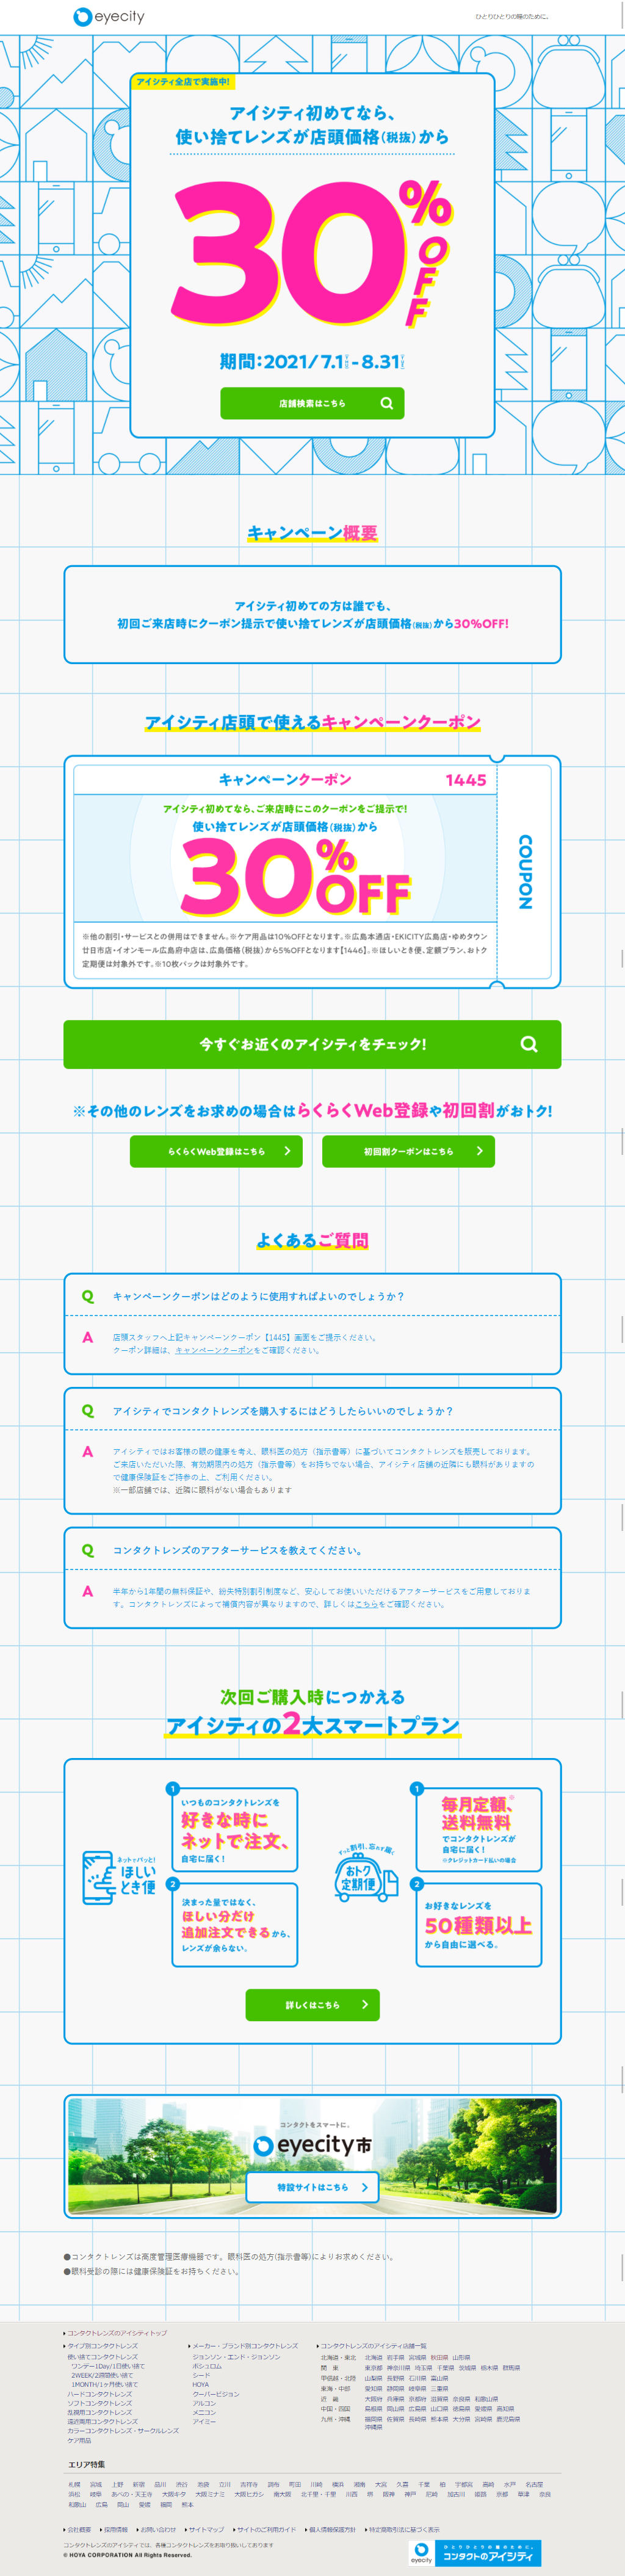 eyecity
ひとりひとりの瞳のために。
アイシティ全店で実施中!
アイシティ初めてなら、
使い捨てレンズが店頭価格(税抜)から
30%OFF
期間:2021/7.1-8.31
店舗検索はこちら
キャンペーン概要
アイシティ初めての方は誰でも、
初回ご来店時にクーポン提示で使い捨てレンズが店頭価格(税抜)から30%OFF!
アイシティ店頭で使えるキャンペーンクーポン
キャンペーンクーポン 1445
アイシティ初めてなら、ご来店時にこのクーポンをご提示で!
使い捨てレンズが店頭価格(税抜)から
30%OFF
COUPON
※他の割引・サービスとの併用はできません。※ケア用品は10%OFFとなります。※広島本通店・EKICITY広島店・ゆめタウン
廿日市店・イオンモール広島府中店は、広島価格(税抜)から5%OFFとなります【1446】。※ほしいとき便、定額プラン、おトク
定期便は対象外です。※10枚パックは対象外です。
今すぐお近くのアイシティをチェック!
※その他のレンズをお求めの場合はらくらくWeb登録や初回割がおトク!
らくらくWeb登録はこちら
初回割クーポンはこちら
よくあるご質問
Q キャンペーンクーポンはどのように使用すればよいのでしょうか?
A 店頭スタッフへ上記キャンペーンクーポン【1445】画面をご提示ください。
クーポン詳細は、キャンペーンクーポンをご確認ください。
Q アイシティでコンタクトレンズを購入するにはどうしたらいいのでしょうか?
A アイシティではお客様の眼の健康を考え、眼科医の処方(指示書等)に基づいてコンタクトレンズを販売しております。
ご来店いただいた際、有効期限内の処方(指示書等)をお持ちでない場合、アイシティ店舗の近隣にも眼科がありますの
で健康保険証をご持参の上、ご利用ください。
※一部店舗では、近隣に眼科がない場合もあります
Q コンタクトレンズのアフターサービスを教えてください。
A 半年から1年間の無料保証や、紛失特別割引制度など、安心してお使いいただけるアフターサービスをご用意しておりま
す。コンタクトレンズによって補償内容が異なりますので、詳しくはこちらをご確認ください。
次回ご購入時につかえる
アイシティの2大スマートプラン
ネットでパッと!
ほしい
とき便
1
いつものコンタクトレンズを
好きな時に
ネットで注文、
自宅に届く!
2
決まった量ではなく、
ほしい分だけ
追加注文できるから、
レンズが余らない。
ずっと割引、忘れず届く
おトク
定期便
1
毎月定額、※
送料無料
でコンタクトレンズが
自宅に届く!
※クレジットカード払いの場合
2
お好きなレンズを
50種類以上
から自由に選べる。
詳しくはこちら
コンタクトをスマートに。
eyecity市
特設サイトはこちら
●コンタクトレンズは高度管理医療機器です。眼科医の処方(指示書等)によりお求めください。
●眼科受診の際には健康保険証をお持ちください。
コンタクトレンズのアイシティトップ
タイプ別コンタクトレンズ
使い捨てコンタクトレンズ
ワンデー1Day/1日使い捨て
2WEEK/2週間使い捨て
1MONTH/1ヶ月使い捨て
ハードコンタクトレンズ
ソフトコンタクトレンズ
乱視用コンタクトレンズ
遠近両用コンタクトレンズ
カラーコンタクトレンズ・サークルレンズ
ケア用品
メーカー・ブランド別コンタクトレンズ
ジョンソン・エンド・ジョンソン
ボシュロム
シード
HOYA
クーパービジョン
アルコン
メニコン
アイミー
コンタクトレンズのアイシティ店舗一覧
北海道・東北 北海道 岩手県 宮城県 秋田県 山形県
関 東 東京都 神奈川県 埼玉県 千葉県 茨城県 栃木県 群馬県
甲信越・北陸 山梨県 長野県 石川県 富山県
東海・中部 愛知県 静岡県 岐阜県 三重県
近 畿 大阪府 兵庫県 京都府 滋賀県 奈良県 和歌山県
中国・四国 島根県 岡山県 広島県 山口県 徳島県 愛媛県 高知県
九州・沖縄 福岡県 佐賀県 長崎県 熊本県 大分県 宮崎県 鹿児島県
沖縄県
エリア特集
札幌 宮城 上野 新宿 品川 渋谷 池袋 立川 吉祥寺 調布 町田 川崎 横浜 湘南 大宮 久喜 千葉 柏 宇都宮 高崎 水戸 名古屋
浜松 岐阜 あべの・天王寺 大阪キタ 大阪ミナミ 大阪ヒガシ 南大阪 北千里・千里 川西 堺 阪神 神戸 尼崎 加古川 姫路 京都 草津 奈良
和歌山 広島 岡山 愛媛 福岡 熊本
会社概要 採用情報 お問い合わせ サイトマップ サイトのご利用ガイド 個人情報保護方針 特定商取引法に基づく表示
コンタクトレンズのアイシティでは、各種コンタクトレンズをお取り扱いしております
© HOYA CORPORATION All Rights Reserved.
eyecity
ひとりひとりの瞳のために。
コンタクトのアイシティ